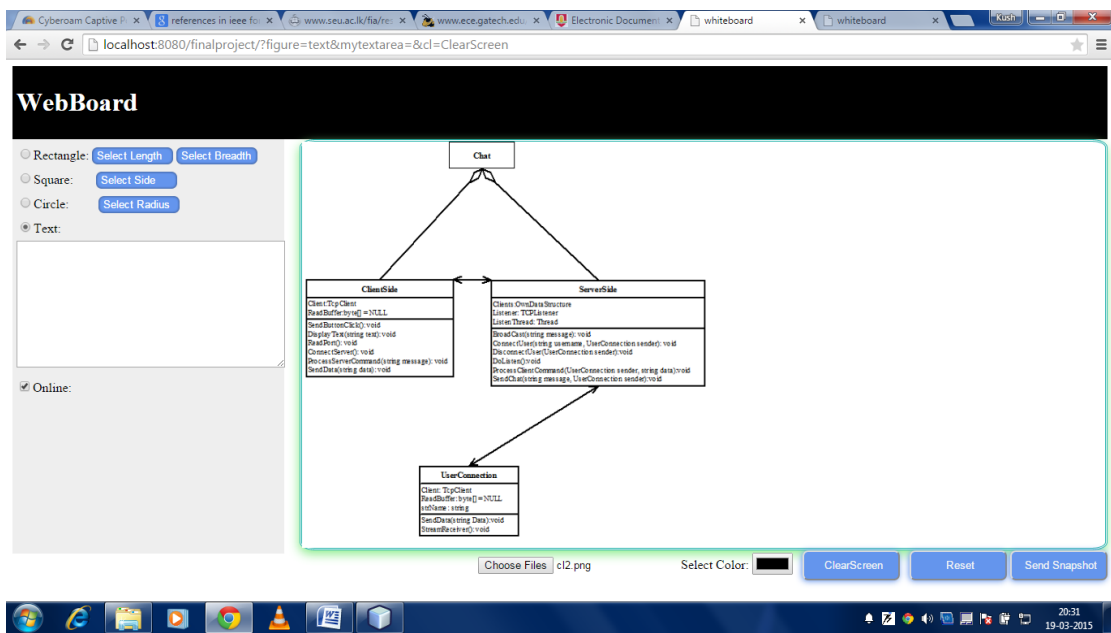 Cyberoam Captive P
references in ieee fo
www.seu.ac.lk/fia/re
www.ece.gatech.edu
Electronic Document
whiteboard
whiteboard
Kush
localhost:8080/finalproject/?figure=text&mytextarea=&cl=ClearScreen
WebBoard
Rectangle: Select Length Select Breadth
Square: Select Side
Circle: Select Radius
Text:
Online:
Chat
ClientSide
Client:TcpClient
ReadBuffer:byte[] = NULL
SendButtonClick(): void
DisplayText(string text): void
ReadPort(): void
ConnectServer(): void
ProcessServerCommand(string message): void
SendData(string data): void
ServerSide
Clients:OwnDataStructure
Listener: TCPListener
ListenThread: Thread
BroadCast(string message): void
ConnectUser(string username, UserConnection sender): void
DisconnectUser(UserConnection sender):void
DoListen():void
ProcessClientCommand(UserConnection sender, string data):void
SendChat(string message, UserConnection sender):void
UserConnection
Client: TcpClient
ReadBuffer:byte[] = NULL
strName : string
SendData(string Data):void
StreamReceiver(): void
Choose Files cl2.png Select Color: ClearScreen Reset Send Snapshot
20:31
19-03-2015